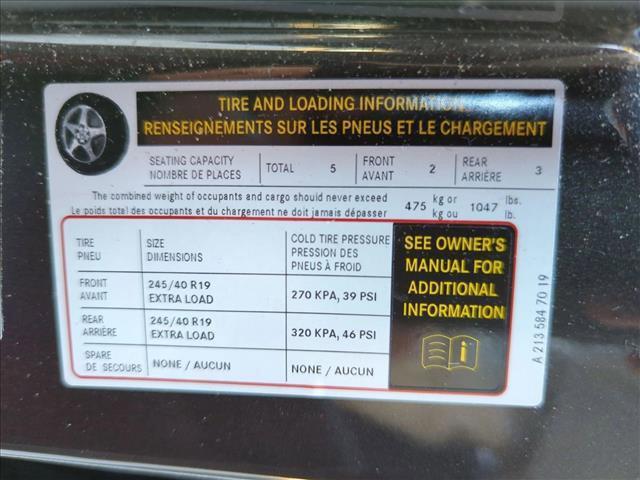 TIRE AND LOADING INFORMATION
RENSEIGNEMENTS SUR LES PNEUS ET LE CHARGEMENT
SEATING CAPACITY
NOMBRE DE PLACES
TOTAL 5
FRONT
AVANT
2
REAR
ARRIÈRE
3
The combined weight of occupants and cargo should never exceed
Le poids total des occupants et du chargement ne doit jamais dépasser
475 kg or
kg ou
1047 lbs.
lb.
TIRE
PNEU
SIZE
DIMENSIONS
COLD TIRE PRESSURE
PRESSION DES
PNEUS À FROID
FRONT
AVANT
245/40 R19
EXTRA LOAD
270 KPA, 39 PSI
REAR
ARRIÈRE
245/40 R19
EXTRA LOAD
320 KPA, 46 PSI
SPARE
DE SECOURS
NONE / AUCUN
NONE / AUCUN
SEE OWNER'S
MANUAL FOR
ADDITIONAL
INFORMATION
i
A 213 584 70 19